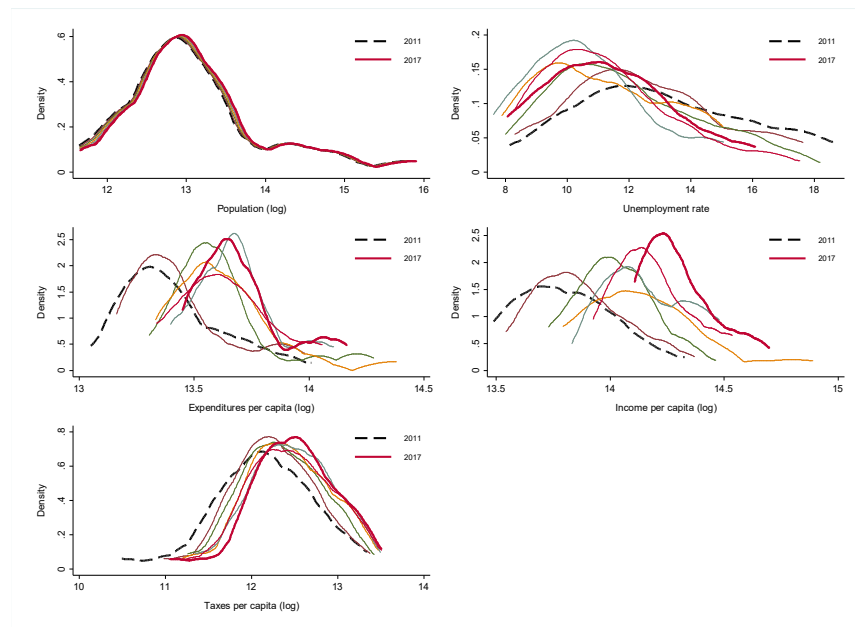 Density
0 .2 .4 .6
12 13 14 15 16
Population (log)
2011
2017
Density
0 .05 .1 .15 .2
8 10 12 14 16 18
Unemployment rate
2011
2017
Density
0 .5 1 1.5 2 2.5
13 13.5 14 14.5
Expenditures per capita (log)
2011
2017
Density
0 .5 1 1.5 2 2.5
13.5 14 14.5 15
Income per capita (log)
2011
2017
Density
0 .2 .4 .6 .8
10 11 12 13 14
Taxes per capita (log)
2011
2017